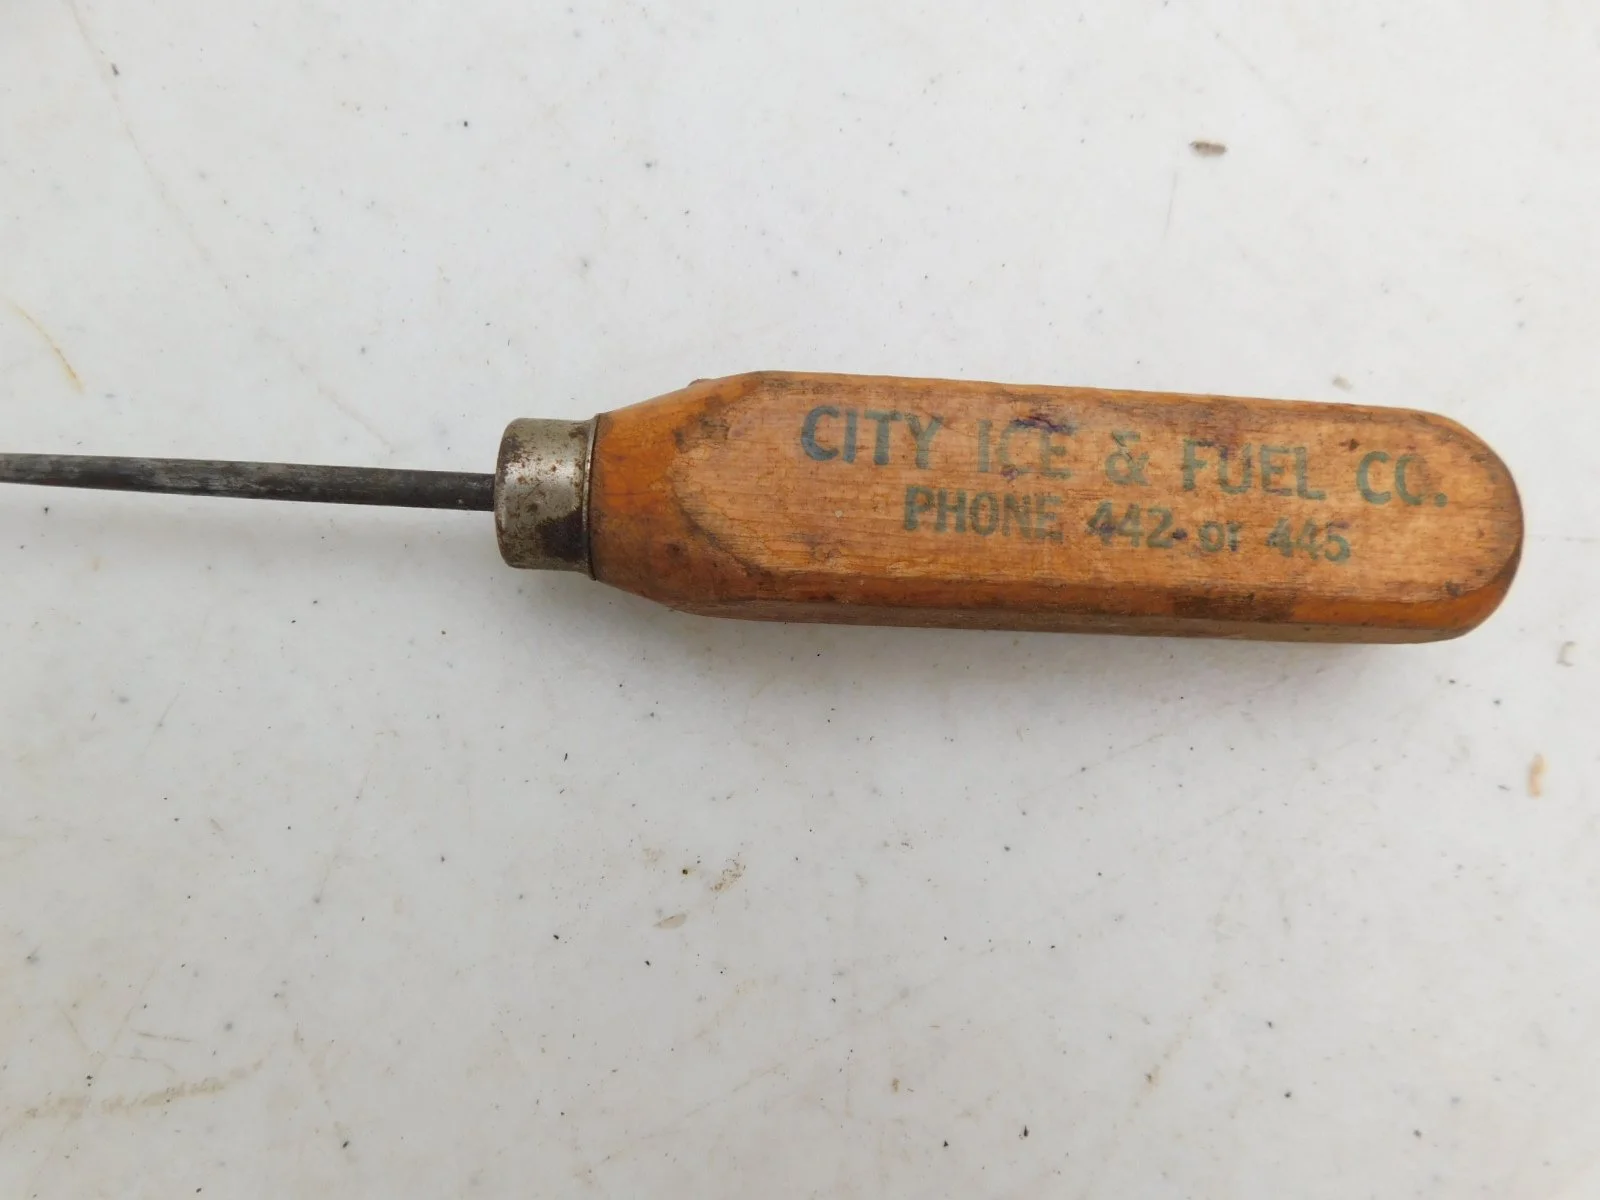 CITY ICE & FUEL CO.
PHONE 442 or 445